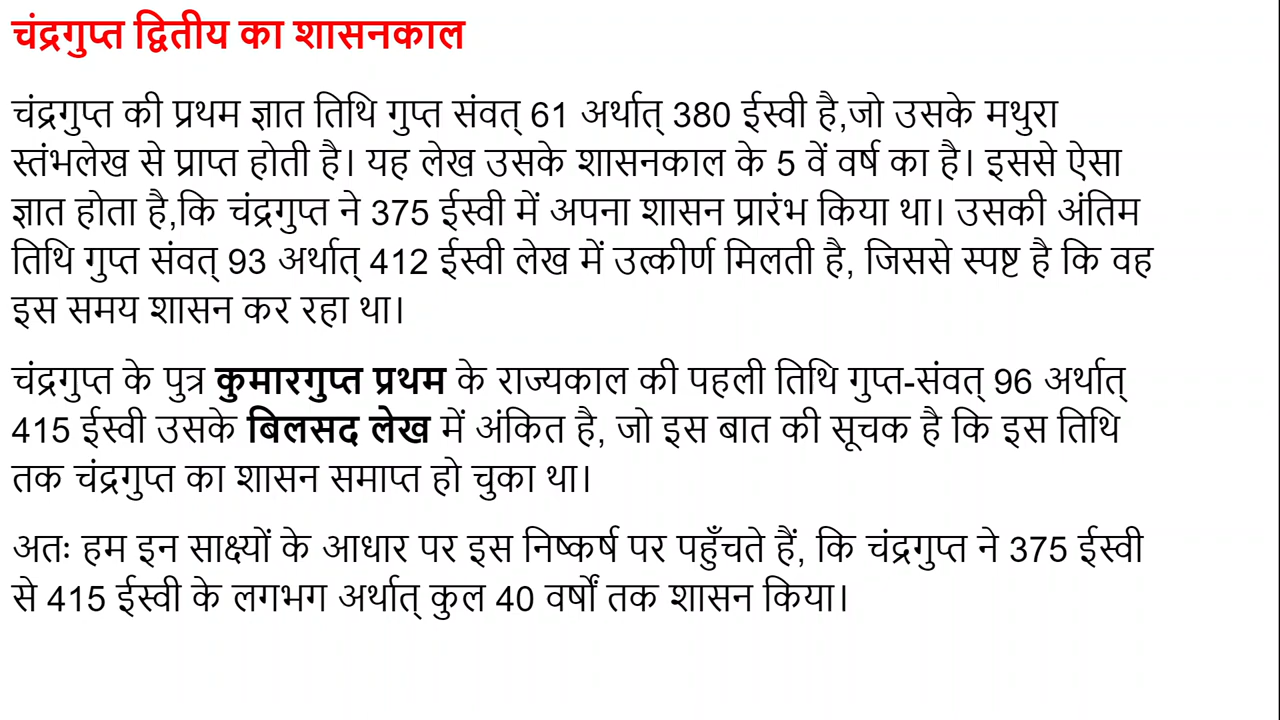 चंद्रगुप्त द्वितीय का शासनकाल
चंद्रगुप्त की प्रथम ज्ञात तिथि गुप्त संवत् 61 अर्थात् 380 ईस्वी है,जो उसके मथुरा
स्तंभलेख से प्राप्त होती है। यह लेख उसके शासनकाल के 5 वें वर्ष का है। इससे ऐसा
ज्ञात होता है,कि चंद्रगुप्त ने 375 ईस्वी में अपना शासन प्रारंभ किया था। उसकी अंतिम
तिथि गुप्त संवत् 93 अर्थात् 412 ईस्वी लेख में उत्कीर्ण मिलती है, जिससे स्पष्ट है कि वह
इस समय शासन कर रहा था।
चंद्रगुप्त के पुत्र कुमारगुप्त प्रथम के राज्यकाल की पहली तिथि गुप्त-संवत् 96 अर्थात्
415 ईस्वी उसके बिलसद लेख में अंकित है, जो इस बात की सूचक है कि इस तिथि
तक चंद्रगुप्त का शासन समाप्त हो चुका था।
अतः हम इन साक्ष्यों के आधार पर इस निष्कर्ष पर पहुँचते हैं, कि चंद्रगुप्त ने 375 ईस्वी
से 415 ईस्वी के लगभग अर्थात् कुल 40 वर्षों तक शासन किया।